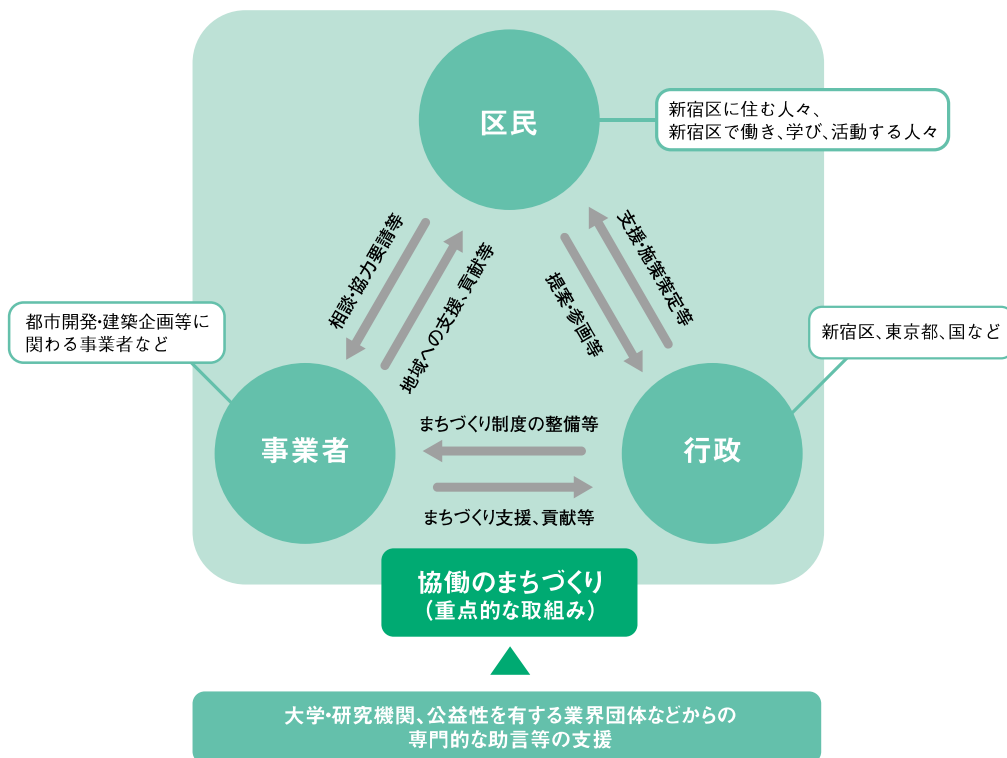 区民
新宿区に住む人々、
新宿区で働き、学び、活動する人々
相談・協力要請等
地域への支援、貢献等
提案・参画等
支援・施策策定等
都市開発・建築企画等に
関わる事業者など
新宿区、東京都、国など
事業者
まちづくり制度の整備等
行政
まちづくり支援、貢献等
協働のまちづくり
（重点的な取組み）
大学・研究機関、公益性を有する業界団体などからの
専門的な助言等の支援